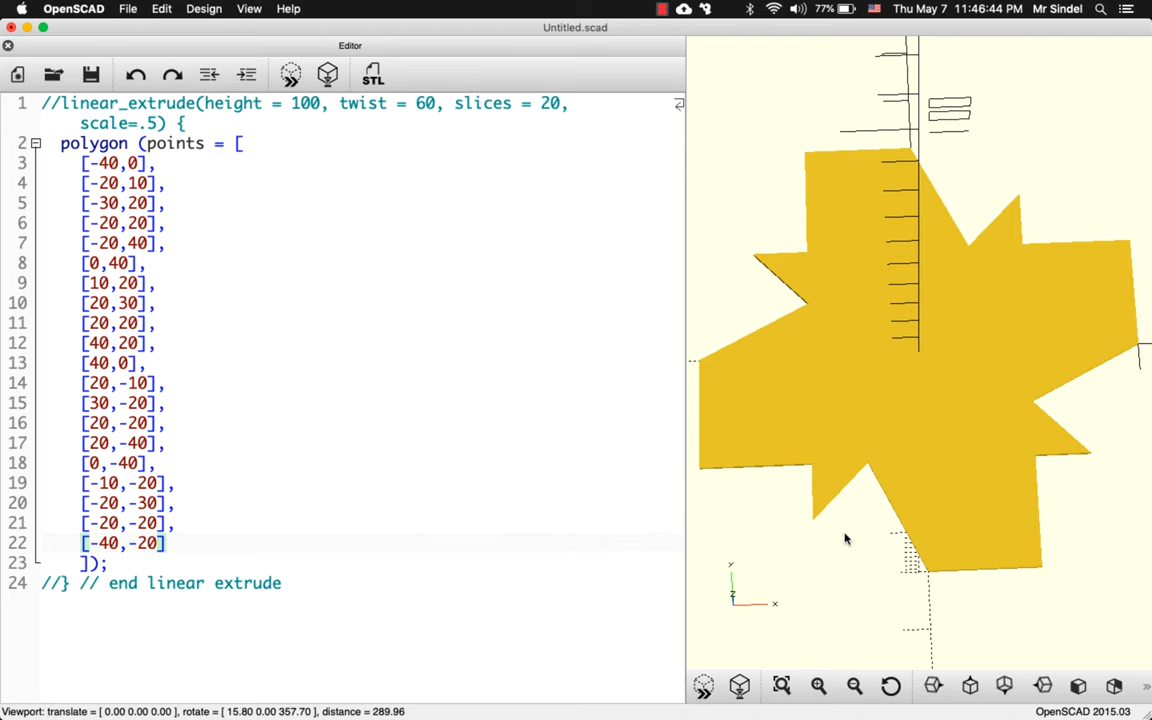 OpenSCAD File Edit Design View Help 77% Thu May 7 11:46:44 PM Mr Sindel
Untitled.scad
Editor
STL
1 //linear_extrude(height = 100, twist = 60, slices = 20,
scale=.5) {
2 polygon (points = [
3 [-40,0],
4 [-20,10],
5 [-30,20],
6 [-20,20],
7 [-20,40],
8 [0,40],
9 [10,20],
10 [20,30],
11 [20,20],
12 [40,20],
13 [40,0],
14 [20,-10],
15 [30,-20],
16 [20,-20],
17 [20,-40],
18 [0,-40],
19 [-10,-20],
20 [-20,-30],
21 [-20,-20],
22 [-40,-20]
23 ]);
24 //} // end linear extrude
Y
Z
X
Viewport: translate = [ 0.00 0.00 0.00 ], rotate = [ 15.80 0.00 357.70 ], distance = 289.96
OpenSCAD 2015.03